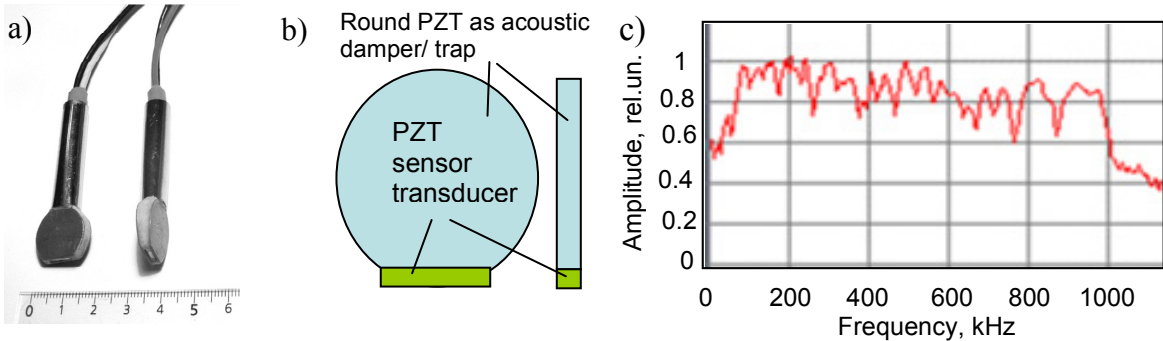 a)
0 1 2 3 4 5 6
b)
Round PZT as acoustic
damper/ trap
PZT
sensor
transducer
c)
Amplitude, rel.un.
1
0.8
0.6
0.4
0.2
0
0 200 400 600 800 1000
Frequency, kHz